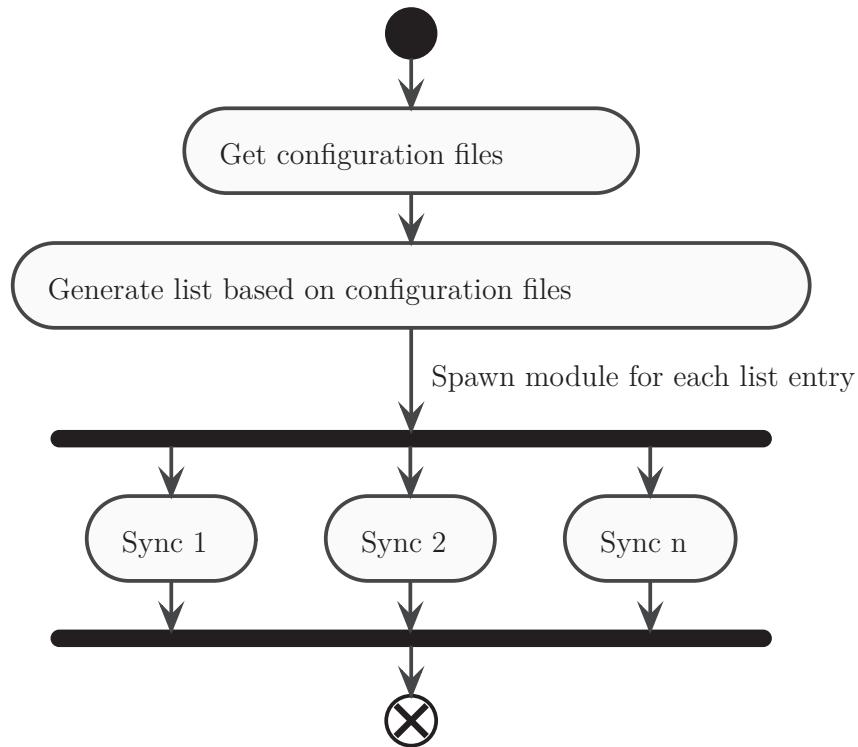 Get configuration files
Generate list based on configuration files
Spawn module for each list entry
Sync 1
Sync 2
Sync n